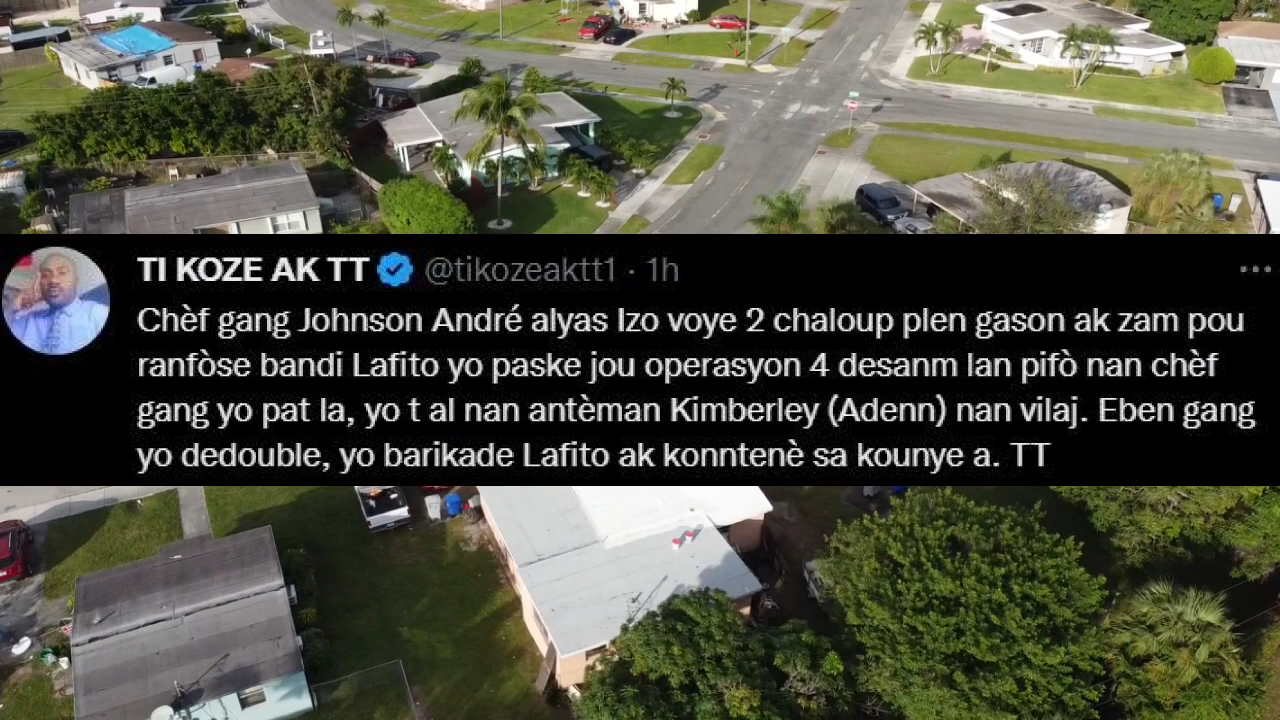 TI KOZE AK TT @tikozeaktt1 · 1h
Chèf gang Johnson André alyas Izo voye 2 chaloup plen gason ak zam pou
ranfòse bandi Lafito yo paske jou operasyon 4 desanm lan pifò nan chèf
gang yo pat la, yo t al nan antèman Kimberley (Adenn) nan vilaj. Eben gang
yo dedouble, yo barikade Lafito ak konntenè sa kounye a. TT